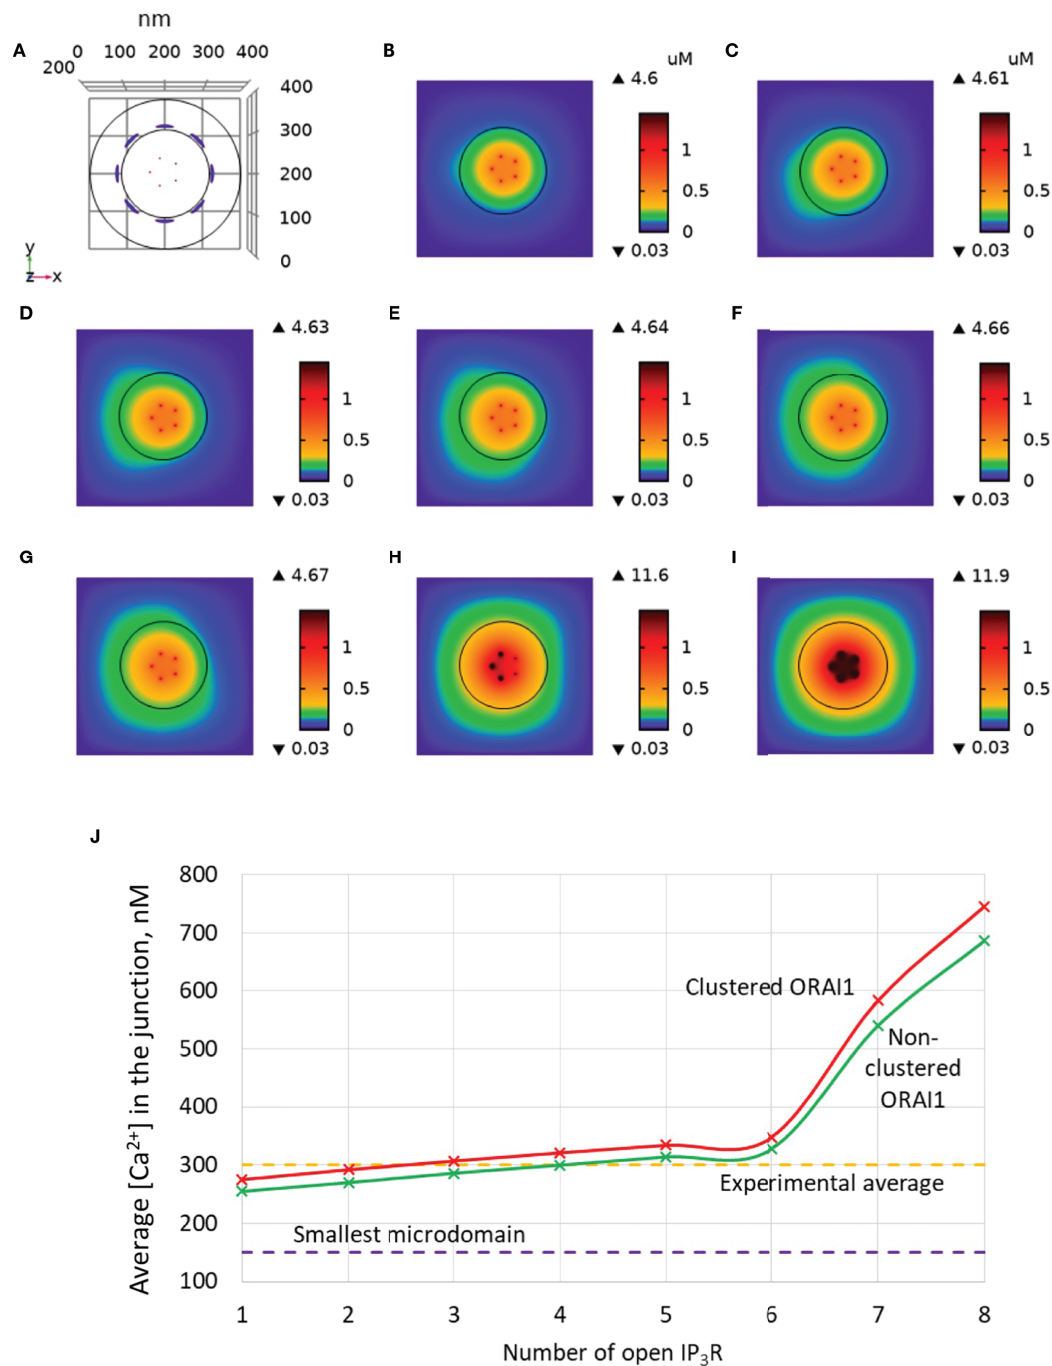 nm
A
0 100 200 300 400
200
400
300
200
100
0
y
z
x
B
uM
▲ 4.6
1
0.5
0
▼ 0.03
C
uM
▲ 4.61
1
0.5
0
▼ 0.03
D
▲ 4.63
1
0.5
0
▼ 0.03
E
▲ 4.64
1
0.5
0
▼ 0.03
F
▲ 4.66
1
0.5
0
▼ 0.03
G
▲ 4.67
1
0.5
0
▼ 0.03
H
▲ 11.6
1
0.5
0
▼ 0.03
I
▲ 11.9
1
0.5
0
▼ 0.03
J
Average [Ca²⁺] in the junction, nM
800
700
600
500
400
300
200
100
Clustered ORAI1
Non-
clustered
ORAI1
Experimental average
Smallest microdomain
1 2 3 4 5 6 7 8
Number of open IP₃R